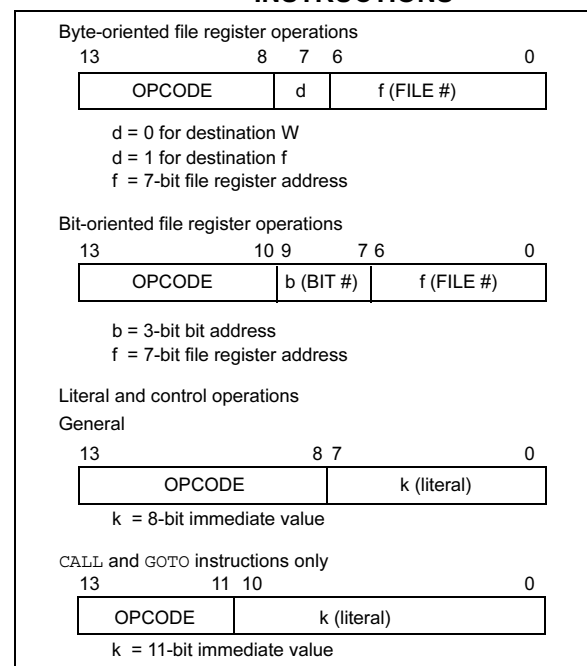 INSTRUCTIONS
Byte-oriented file register operations
13 8 7 6 0
OPCODE d f (FILE #)
d = 0 for destination W
d = 1 for destination f
f = 7-bit file register address
Bit-oriented file register operations
13 10 9 7 6 0
OPCODE b (BIT #) f (FILE #)
b = 3-bit bit address
f = 7-bit file register address
Literal and control operations
General
13 8 7 0
OPCODE k (literal)
k = 8-bit immediate value
CALL and GOTO instructions only
13 11 10 0
OPCODE k (literal)
k = 11-bit immediate value